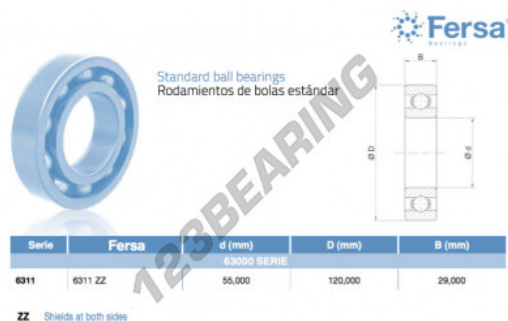 Fersa
Bearings
Standard ball bearings
Rodamientos de bolas estándar
B
Ø D
Ø d
123BEARING
Serie Fersa d (mm) D (mm) B (mm)
63000 SERIE
6311 6311 ZZ 55,000 120,000 29,000
ZZ Shields at both sides